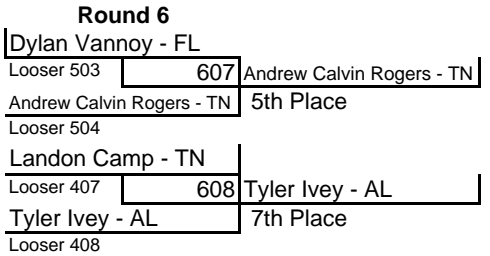 Round 6
Dylan Vannoy - FL
Looser 503
607 Andrew Calvin Rogers - TN
Andrew Calvin Rogers - TN 5th Place
Looser 504
Landon Camp - TN
Looser 407
608 Tyler Ivey - AL
Tyler Ivey - AL 7th Place
Looser 408